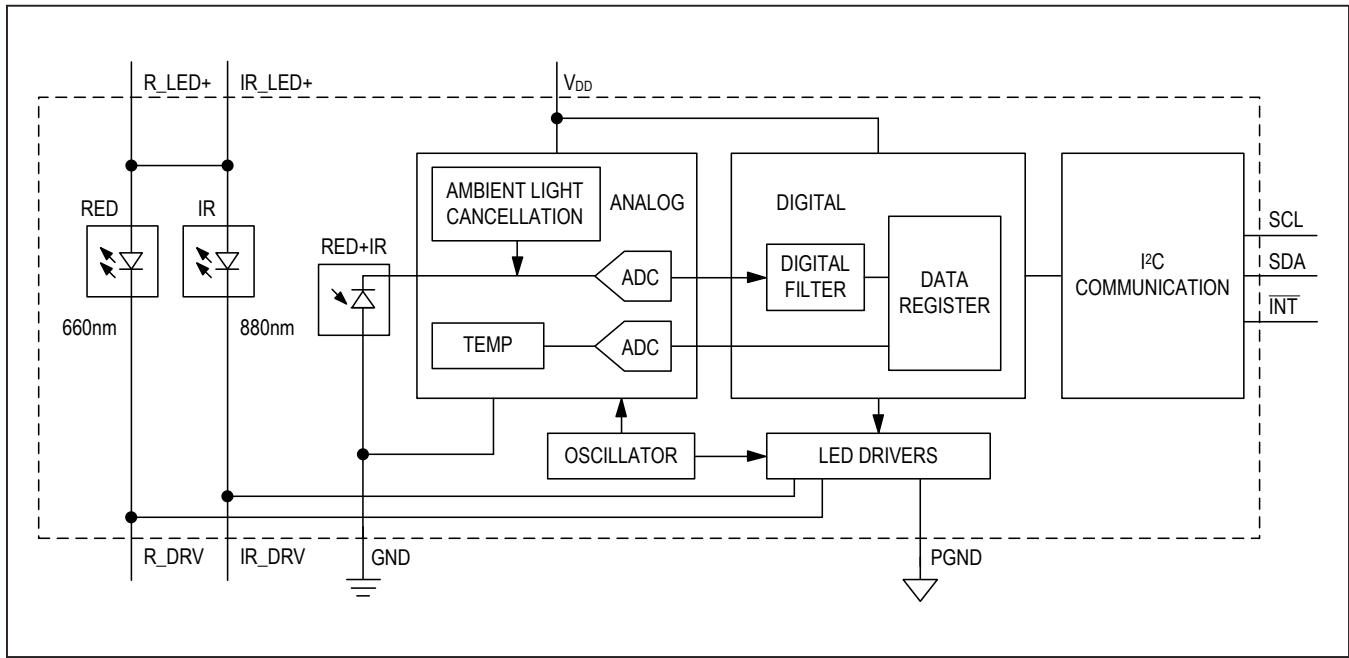 R_LED+
IR_LED+
VDD
RED
IR
660nm
880nm
RED+IR
AMBIENT LIGHT
CANCELLATION
ANALOG
ADC
TEMP
ADC
DIGITAL
DIGITAL
FILTER
DATA
REGISTER
I²C
COMMUNICATION
SCL
SDA
INT
OSCILLATOR
LED DRIVERS
R_DRV
IR_DRV
GND
PGND